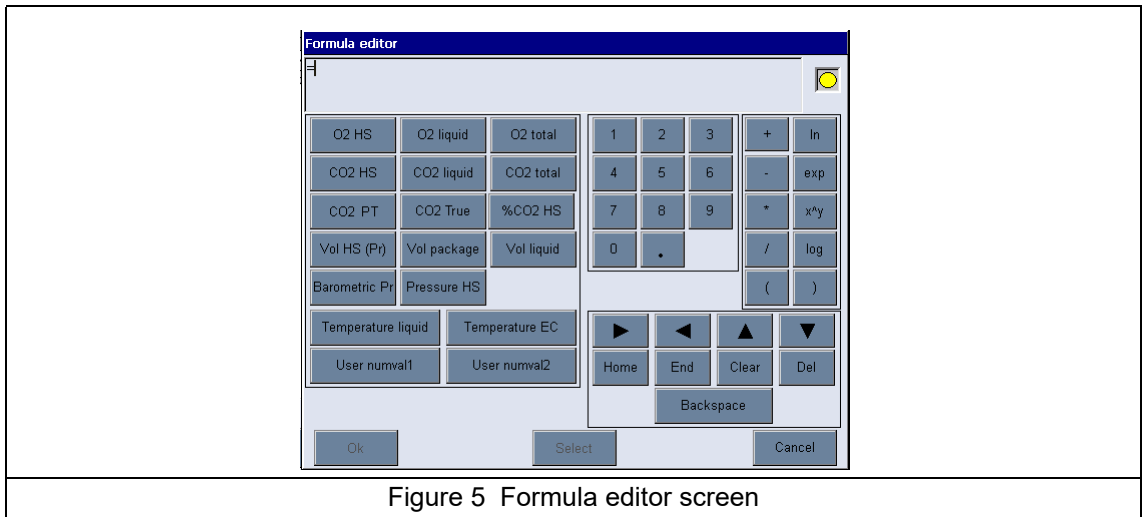 Formula editor
=
O2 HS O2 liquid O2 total 1 2 3 + ln
CO2 HS CO2 liquid CO2 total 4 5 6 - exp
CO2 PT CO2 True %CO2 HS 7 8 9 * x^y
Vol HS (Pr) Vol package Vol liquid 0 . / log
Barometric Pr Pressure HS ( )
Temperature liquid Temperature EC ▶ ◀ ▲ ▼
User numval1 User numval2 Home End Clear Del
Backspace
Ok Select Cancel
Figure 5 Formula editor screen